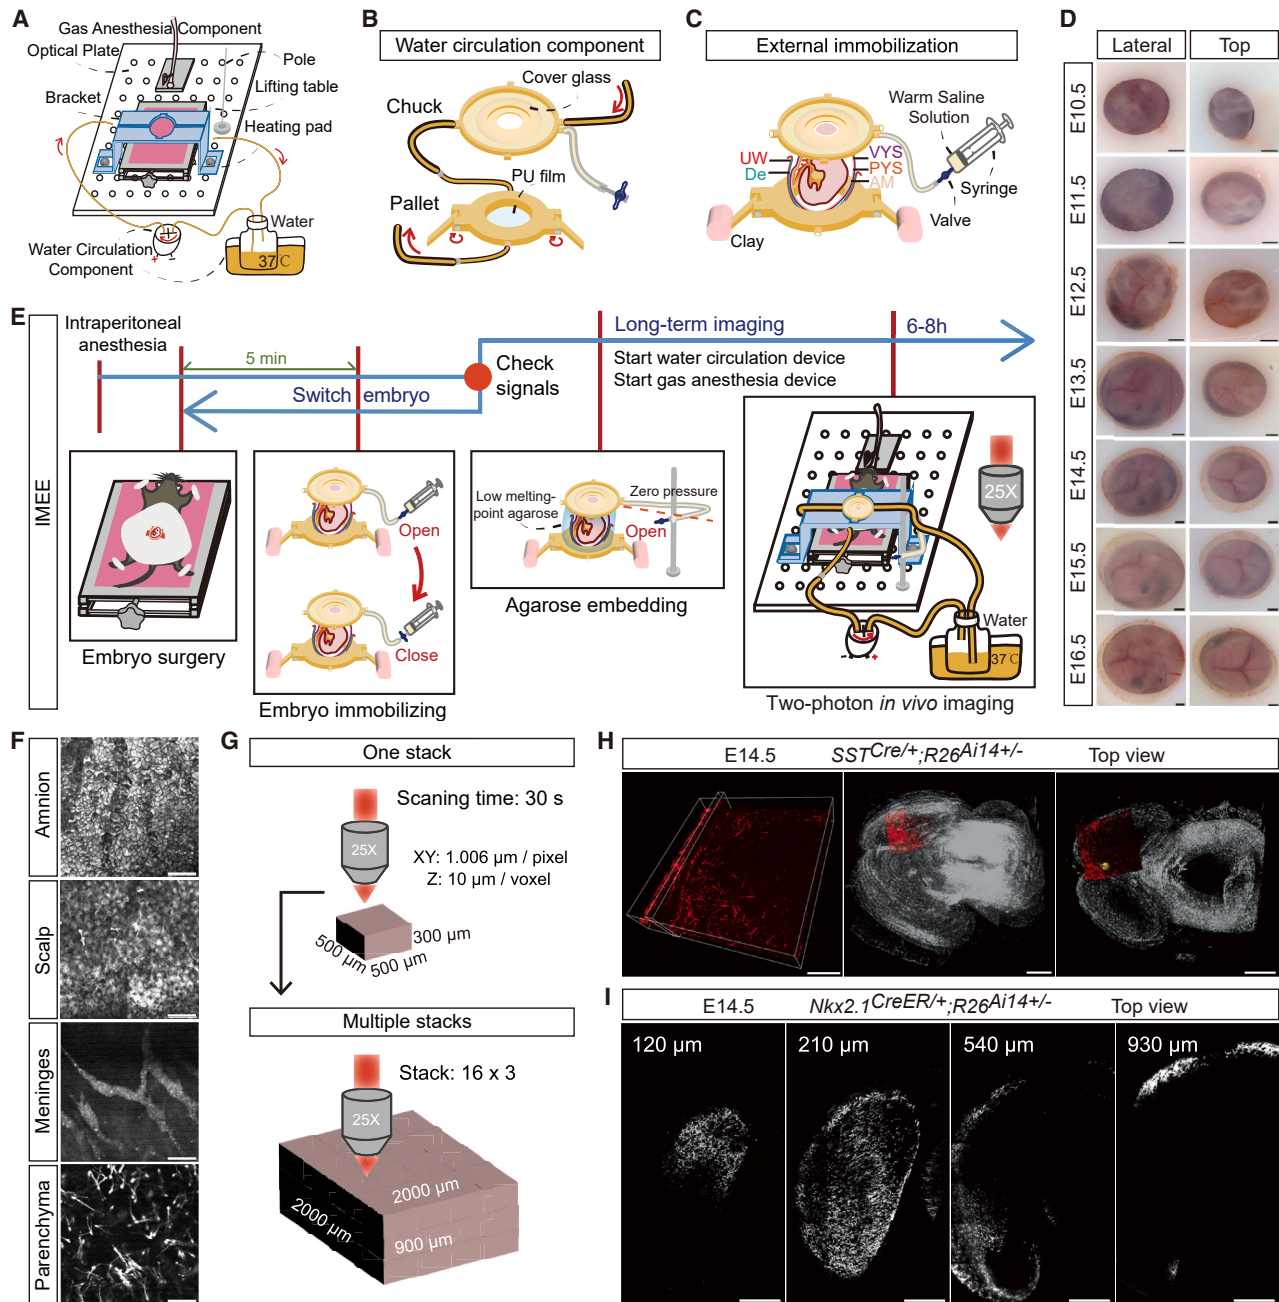 A
Gas Anesthesia Component
Optical Plate
Pole
Lifting table
Bracket
Heating pad
Water
Water Circulation
Component
+
-
37℃
B
Water circulation component
Cover glass
Chuck
PU film
Pallet
C
External immobilization
Warm Saline
Solution
UW
De
VYS
PYS
AM
Syringe
Valve
Clay
D
Lateral
Top
E10.5
E11.5
E12.5
E13.5
E14.5
E15.5
E16.5
E
IMEE
Intraperitoneal
anesthesia
5 min
Switch embryo
Check
signals
Long-term imaging
6-8h
Start water circulation device
Start gas anesthesia device
Embryo surgery
Open
Close
Embryo immobilizing
Low melting-
point agarose
Zero pressure
Open
Agarose embedding
25X
Water
37℃
- +
Two-photon in vivo imaging
F
Amnion
Scalp
Meninges
Parenchyma
G
One stack
Scaning time: 30 s
25X
XY: 1.006 µm / pixel
Z: 10 µm / voxel
300 µm
500 µm
500 µm
Multiple stacks
Stack: 16 x 3
25X
2000 µm
2000 µm
900 µm
H
E14.5 SST^Cre/+;R26^Ai14+/- Top view
I
E14.5 Nkx2.1^CreER/+;R26^Ai14+/- Top view
120 µm
210 µm
540 µm
930 µm